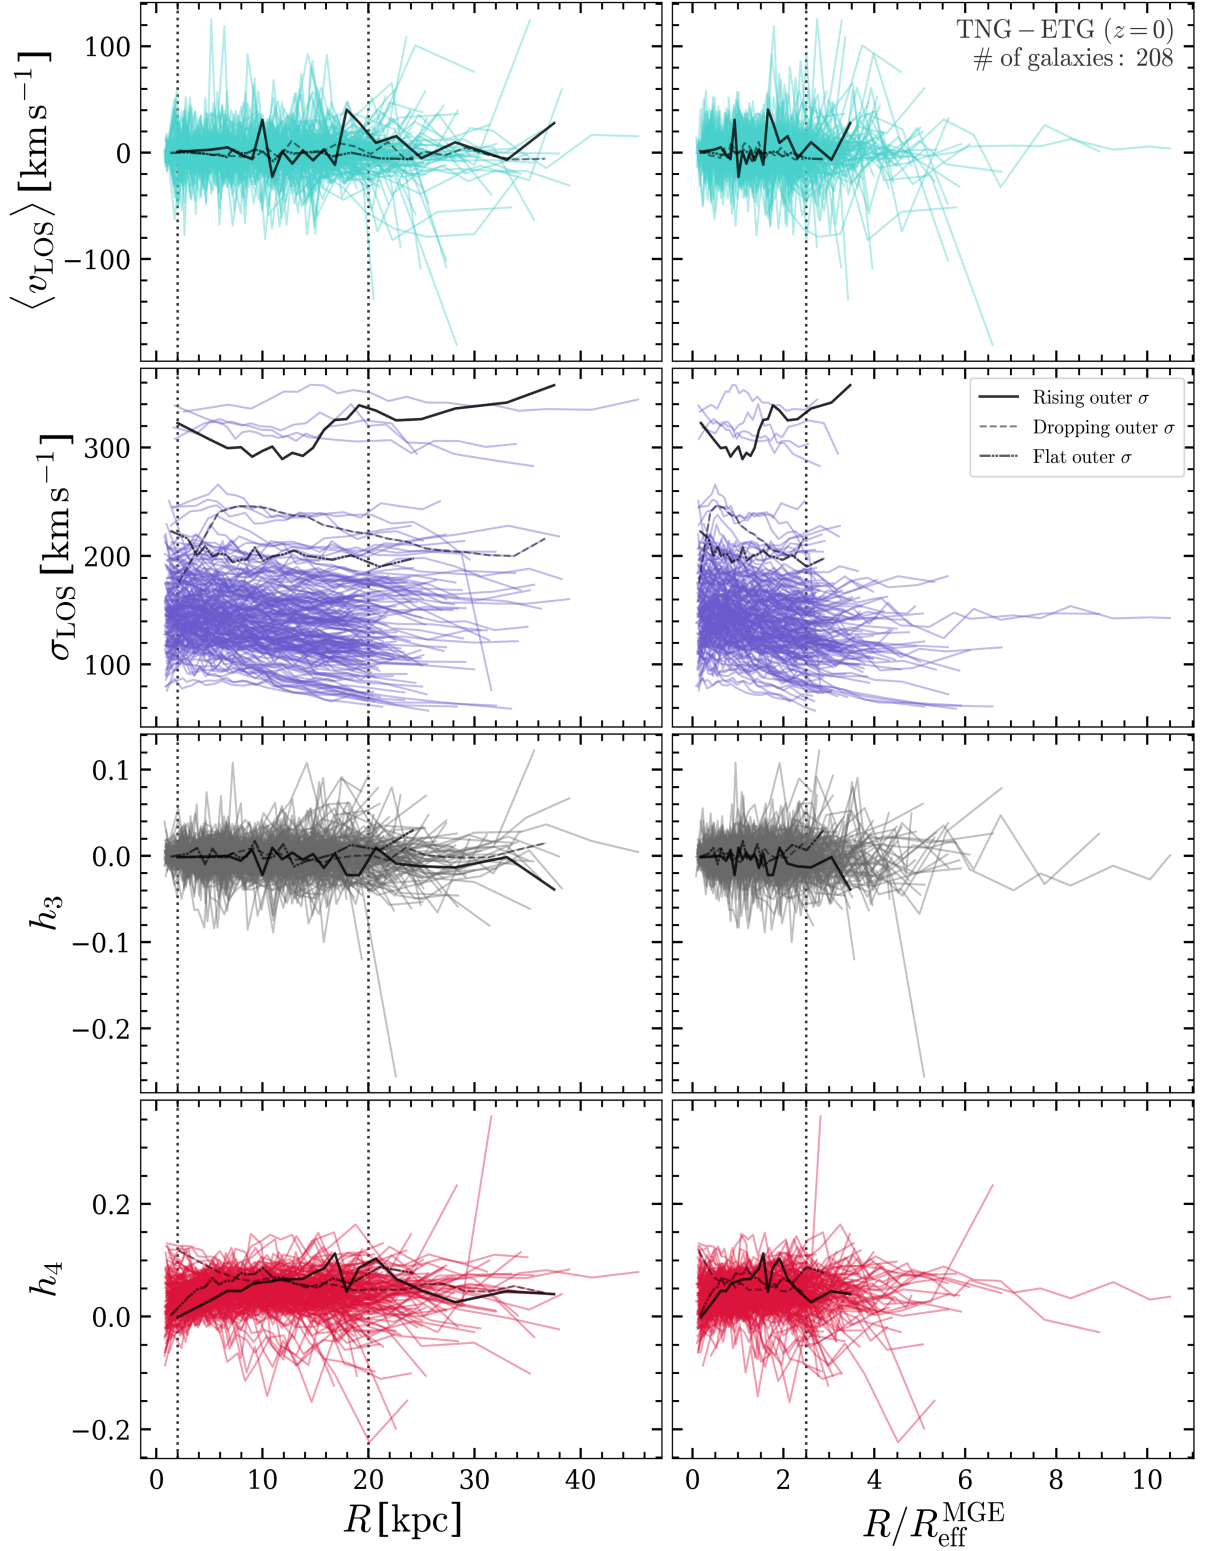 TNG – ETG (z = 0)
# of galaxies: 208
⟨v_LOS⟩ [km s⁻¹]
100
0
−100
σ_LOS [km s⁻¹]
300
200
100
Rising outer σ
Dropping outer σ
Flat outer σ
h₃
0.1
0.0
−0.1
−0.2
h₄
0.2
0.0
−0.2
0 10 20 30 40
0 2 4 6 8 10
R [kpc]
R/R_eff^MGE